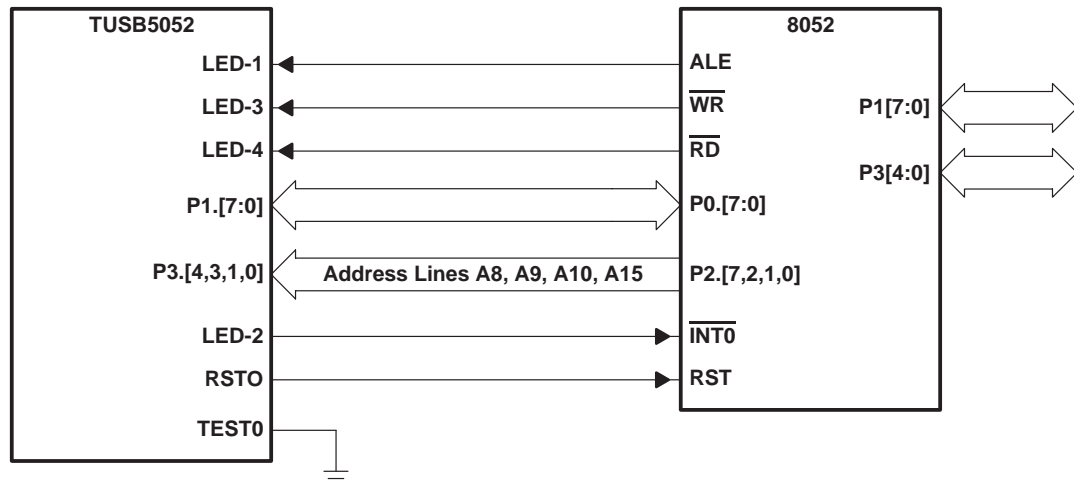 TUSB5052
8052
LED-1
ALE
LED-3
WR
P1[7:0]
LED-4
RD
P3[4:0]
P1.[7:0]
P0.[7:0]
P3.[4,3,1,0]
Address Lines A8, A9, A10, A15
P2.[7,2,1,0]
LED-2
INT0
RSTO
RST
TEST0